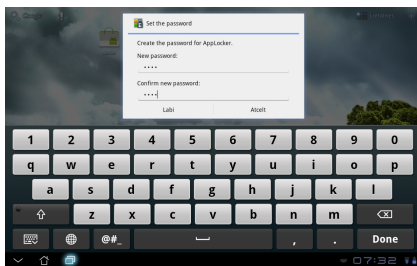 Google
Set the password
Create the password for AppLocker.
New password:
••••
Confirm new password:
••••
Labi Atcelt
1 2 3 4 5 6 7 8 9 0
q w e r t y u i o p
a s d f g h j k l
z x c v b n m
@#_ , . Done
07:32